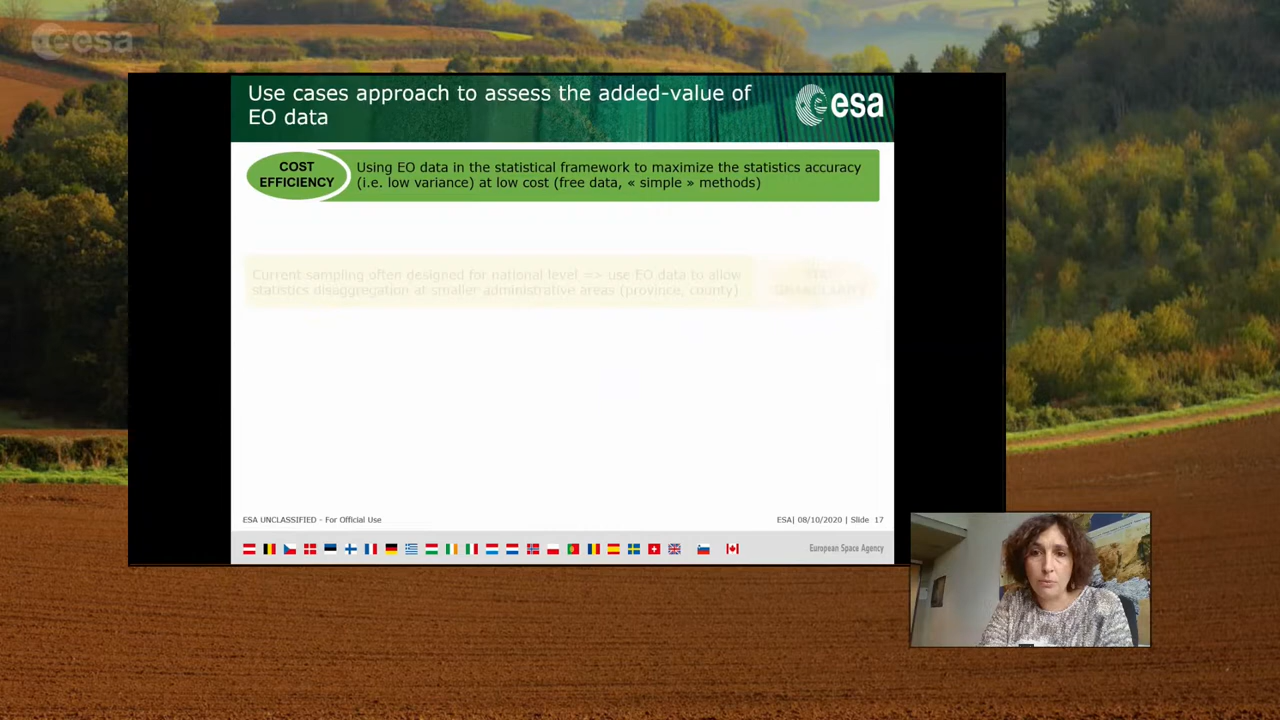 esa
Use cases approach to assess the added-value of
EO data
esa
COST
EFFICIENCY
Using EO data in the statistical framework to maximize the statistics accuracy
(i.e. low variance) at low cost (free data, « simple » methods)
Current sampling often designed for national level => use EO data to allow
statistics disaggregation at smaller administrative areas (province, county)
GRANULARITY
ESA UNCLASSIFIED - For Official Use
ESA| 08/10/2020 | Slide 17
European Space Agency